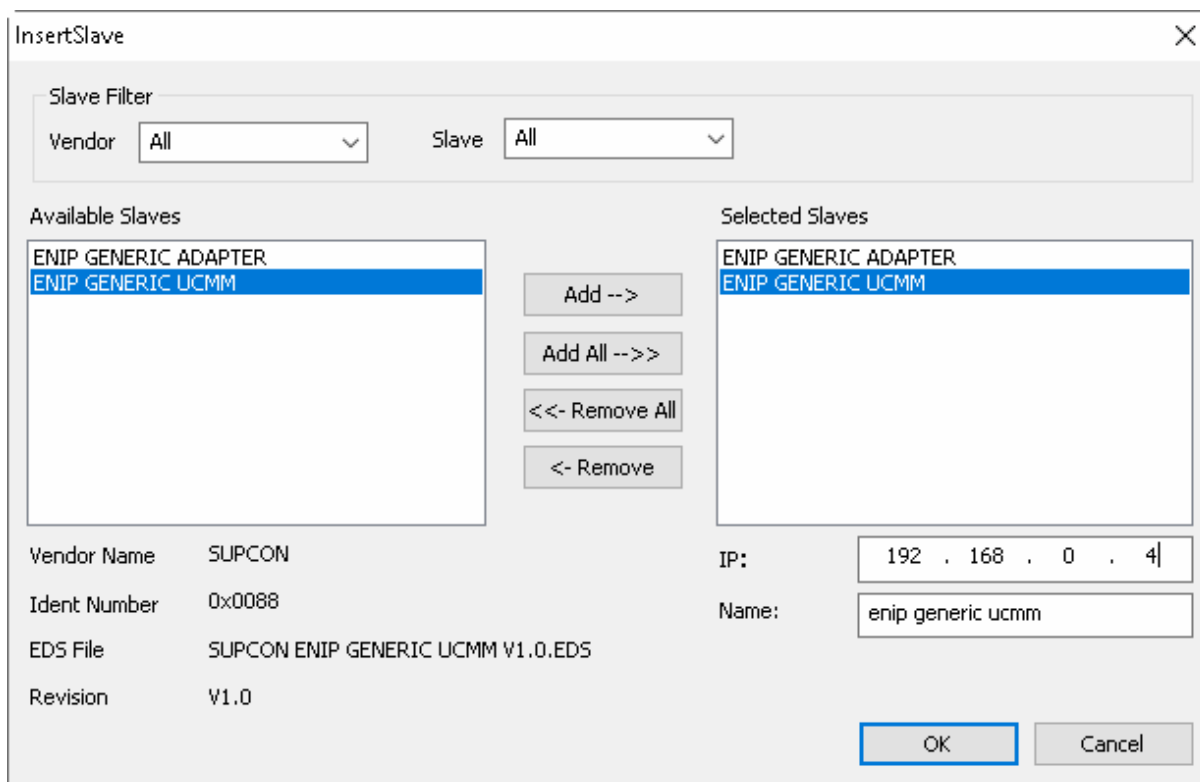 InsertSlave
Slave Filter
Vendor All Slave All
Available Slaves Selected Slaves
ENIP GENERIC ADAPTER ENIP GENERIC ADAPTER
ENIP GENERIC UCMM ENIP GENERIC UCMM
Add -->
Add All -->>
<<- Remove All
<- Remove
Vendor Name SUPCON IP: 192 . 168 . 0 . 4
Ident Number 0x0088 Name: enip generic ucmm
EDS File SUPCON ENIP GENERIC UCMM V1.0.EDS
Revision V1.0
OK Cancel